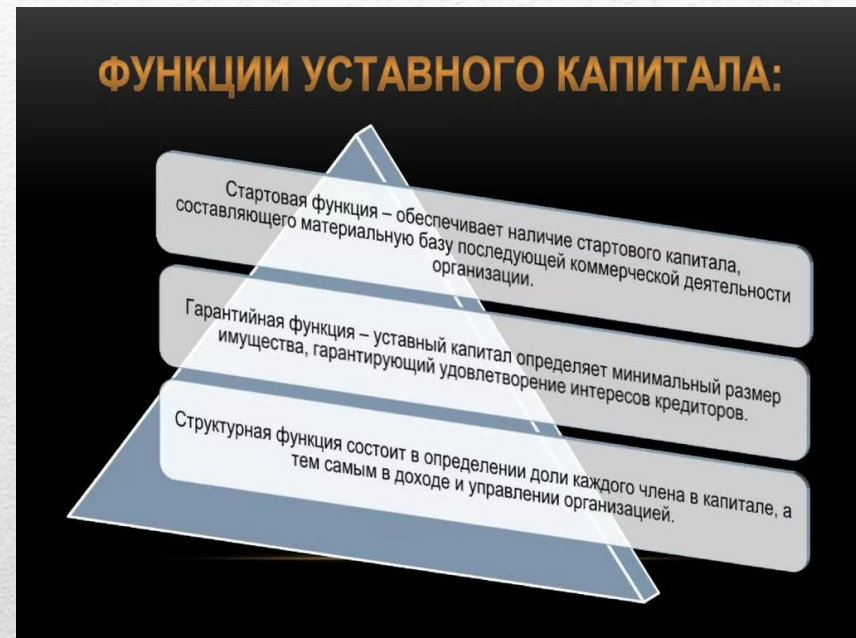 ФУНКЦИИ УСТАВНОГО КАПИТАЛА:
Стартовая функция – обеспечивает наличие стартового капитала,
составляющего материальную базу последующей коммерческой деятельности
организации.
Гарантийная функция – уставный капитал определяет минимальный размер
имущества, гарантирующий удовлетворение интересов кредиторов.
Структурная функция состоит в определении доли каждого члена в капитале, а
тем самым в доходе и управлении организацией.